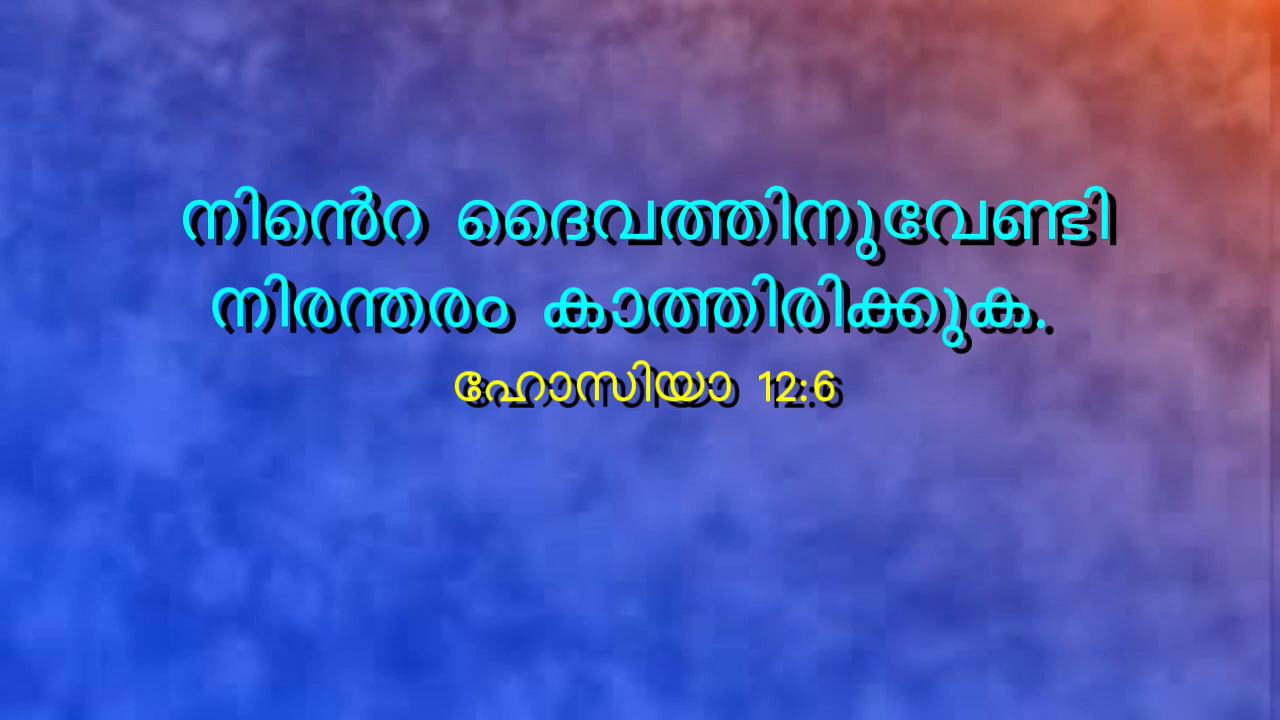 നിൻെറ ദൈവത്തിനുവേണ്ടി
നിരന്തരം കാത്തിരിക്കുക.
ഹോസിയാ 12:6